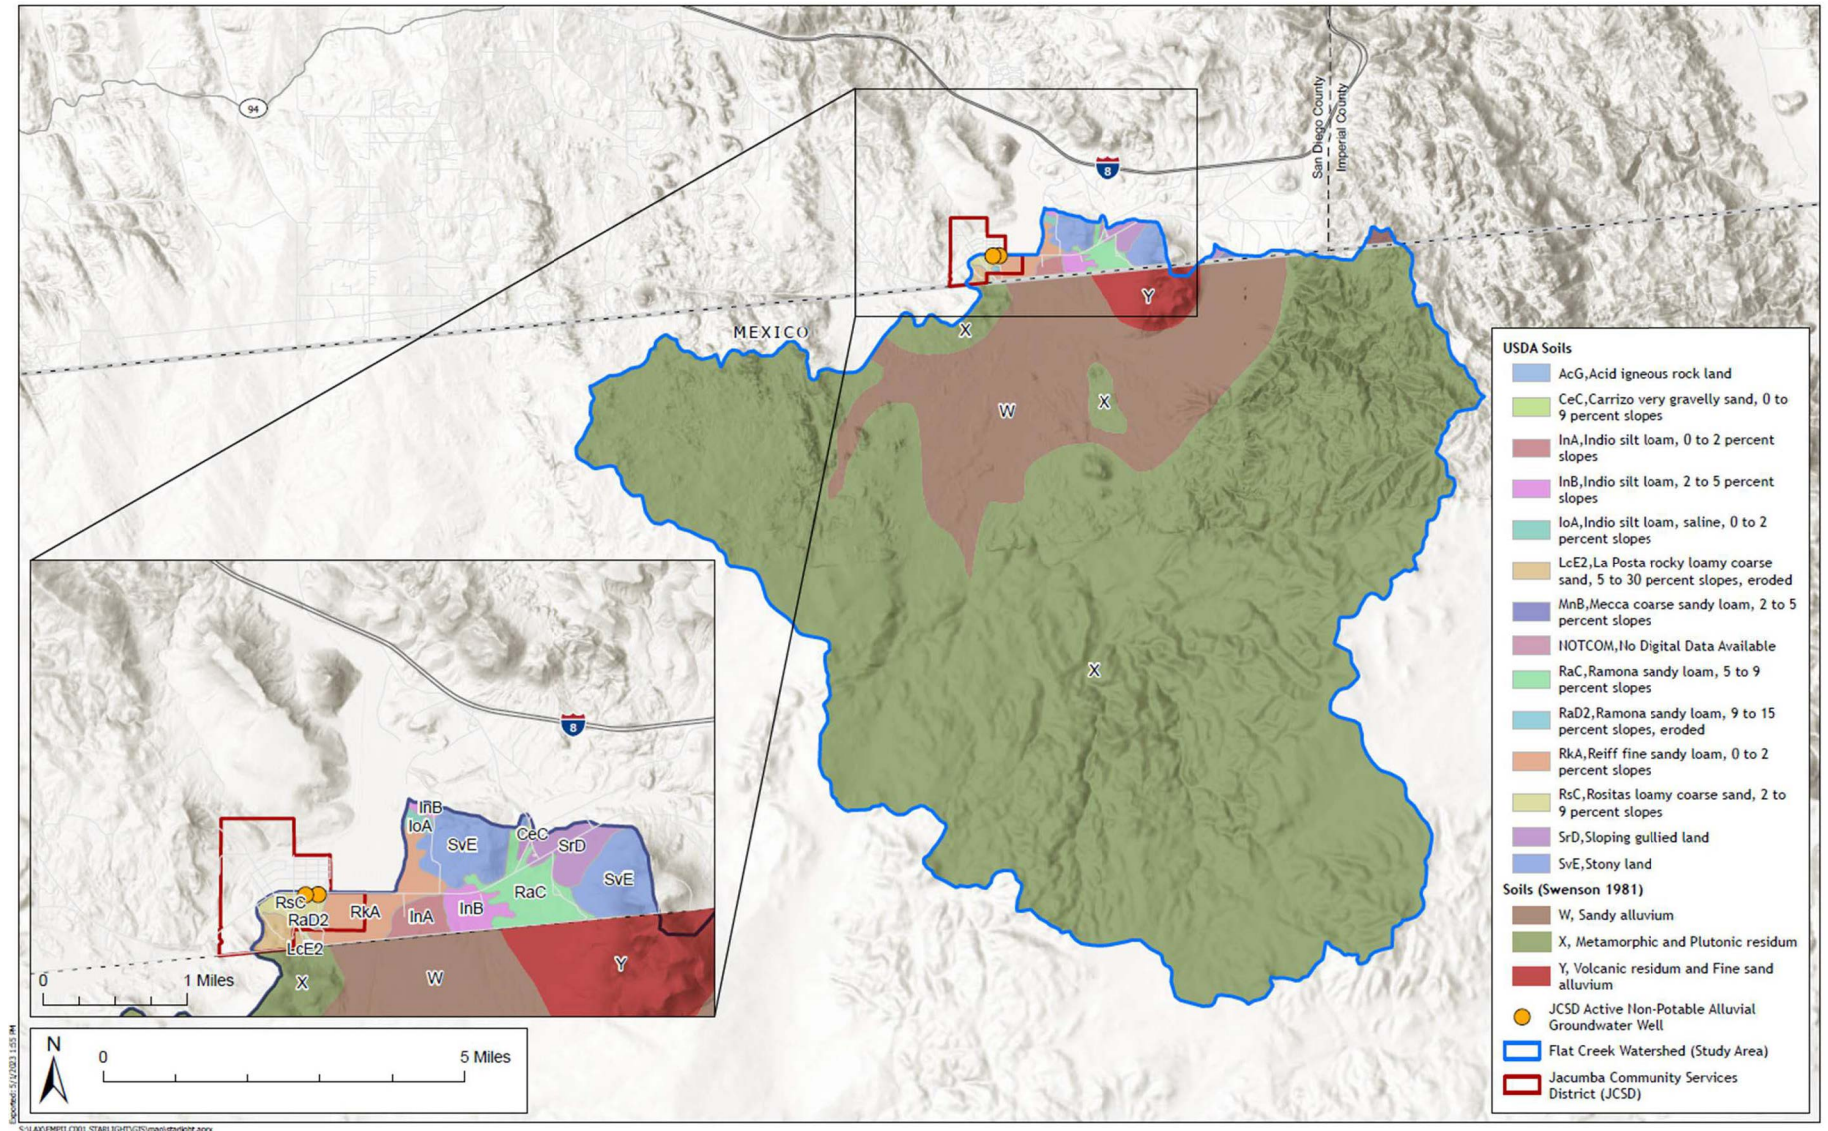 94
San Diego County
Imperial County
8
MEXICO
Y
X
W
X
X
USDA Soils
AcG,Acid igneous rock land
CeC,Carrizo very gravelly sand, 0 to
9 percent slopes
InA,Indio silt loam, 0 to 2 percent
slopes
InB,Indio silt loam, 2 to 5 percent
slopes
IoA,Indio silt loam, saline, 0 to 2
percent slopes
LcE2,La Posta rocky loamy coarse
sand, 5 to 30 percent slopes, eroded
MnB,Mecca coarse sandy loam, 2 to 5
percent slopes
NOTCOM,No Digital Data Available
RaC,Ramona sandy loam, 5 to 9
percent slopes
RaD2,Ramona sandy loam, 9 to 15
percent slopes, eroded
RkA,Reiff fine sandy loam, 0 to 2
percent slopes
RsC,Rositas loamy coarse sand, 2 to
9 percent slopes
SrD,Sloping gullied land
SvE,Stony land
Soils (Swenson 1981)
W, Sandy alluvium
X, Metamorphic and Plutonic residum
Y, Volcanic residum and Fine sand
alluvium
JCSD Active Non-Potable Alluvial
Groundwater Well
Flat Creek Watershed (Study Area)
Jacumba Community Services
District (JCSD)
8
InB
IoA
SvE
CeC
SrD
SvE
RaC
RsC
RaD2
RkA
InA
InB
LcE2
X
W
Y
0
1 Miles
N
0
5 Miles
Exported: 5/1/2023 1:55 PM